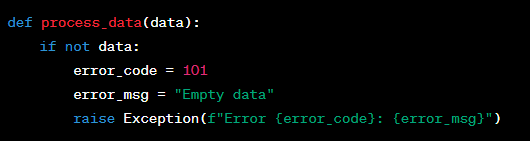 def process_data(data):
    if not data:
        error_code = 101
        error_msg = "Empty data"
        raise Exception(f"Error {error_code}: {error_msg}")